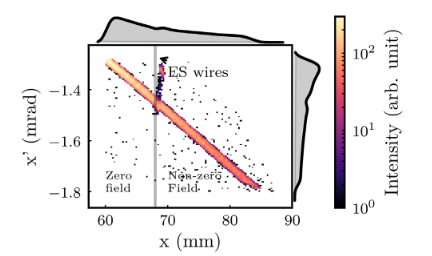 ES wires
Zero
field
Non-zero
Field
x' (mrad)
−1.4
−1.6
−1.8
60
70
80
90
x (mm)
10²
10¹
10⁰
Intensity (arb. unit)